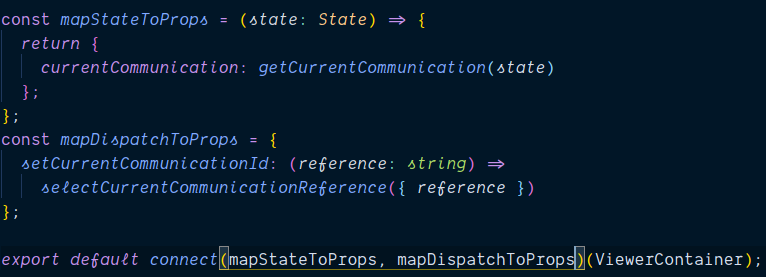 const mapStateToProps = (state: State) => {
  return {
    currentCommunication: getCurrentCommunication(state)
  };
};
const mapDispatchToProps = {
  setCurrentCommunicationId: (reference: string) =>
    selectCurrentCommunicationReference({ reference })
};

export default connect(mapStateToProps, mapDispatchToProps)(ViewerContainer);